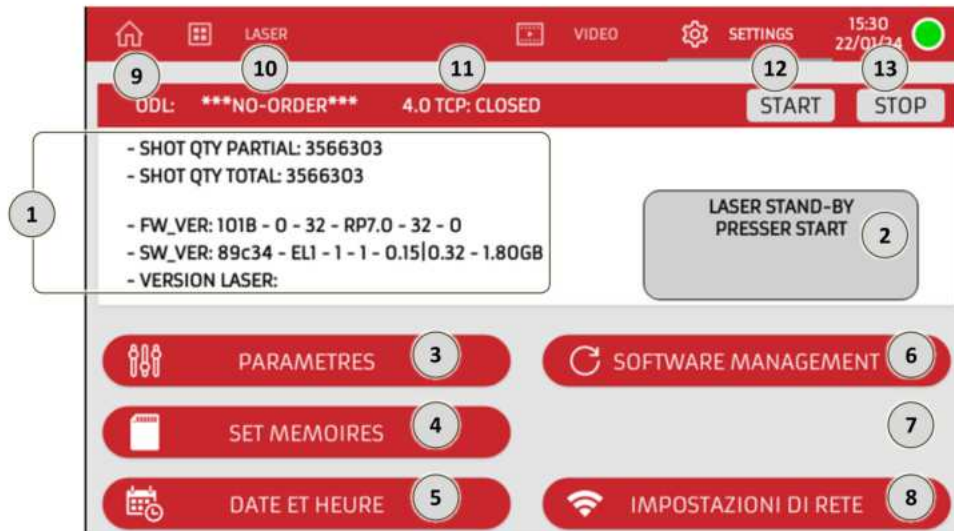 LASER VIDEO SETTINGS 15:30
22/01/24
9 10 11 12 13
ODL: ***NO-ORDER*** 4.0 TCP: CLOSED START STOP
- SHOT QTY PARTIAL: 3566303
- SHOT QTY TOTAL: 3566303
1
- FW_VER: 101B - 0 - 32 - RP7.0 - 32 - 0
- SW_VER: 89c34 - EL1 - 1 - 1 - 0.15|0.32 - 1.80GB
- VERSION LASER:
LASER STAND-BY
PRESSER START
2
PARAMETRES 3
SOFTWARE MANAGEMENT 6
SET MEMOIRES 4
7
DATE ET HEURE 5
IMPOSTAZIONI DI RETE 8